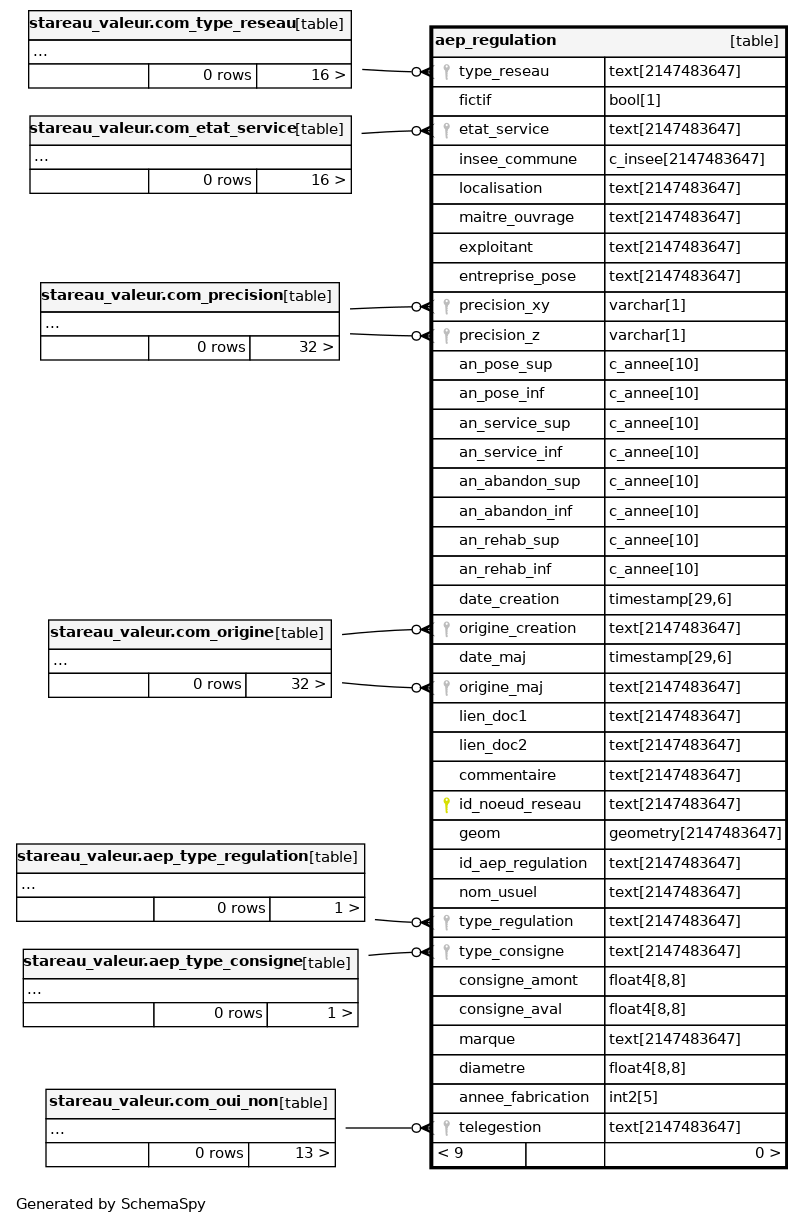 stareau_valeur.com_type_reseau[table]
...
0 rows 16 >
stareau_valeur.com_etat_service[table]
...
0 rows 16 >
stareau_valeur.com_precision[table]
...
0 rows 32 >
stareau_valeur.com_origine[table]
...
0 rows 32 >
stareau_valeur.aep_type_regulation[table]
...
0 rows 1 >
stareau_valeur.aep_type_consigne[table]
...
0 rows 1 >
stareau_valeur.com_oui_non[table]
...
0 rows 13 >
aep_regulation [table]
type_reseau text[2147483647]
fictif bool[1]
etat_service text[2147483647]
insee_commune c_insee[2147483647]
localisation text[2147483647]
maitre_ouvrage text[2147483647]
exploitant text[2147483647]
entreprise_pose text[2147483647]
precision_xy varchar[1]
precision_z varchar[1]
an_pose_sup c_annee[10]
an_pose_inf c_annee[10]
an_service_sup c_annee[10]
an_service_inf c_annee[10]
an_abandon_sup c_annee[10]
an_abandon_inf c_annee[10]
an_rehab_sup c_annee[10]
an_rehab_inf c_annee[10]
date_creation timestamp[29,6]
origine_creation text[2147483647]
date_maj timestamp[29,6]
origine_maj text[2147483647]
lien_doc1 text[2147483647]
lien_doc2 text[2147483647]
commentaire text[2147483647]
id_noeud_reseau text[2147483647]
geom geometry[2147483647]
id_aep_regulation text[2147483647]
nom_usuel text[2147483647]
type_regulation text[2147483647]
type_consigne text[2147483647]
consigne_amont float4[8,8]
consigne_aval float4[8,8]
marque text[2147483647]
diametre float4[8,8]
annee_fabrication int2[5]
telegestion text[2147483647]
< 9 0 >
Generated by SchemaSpy